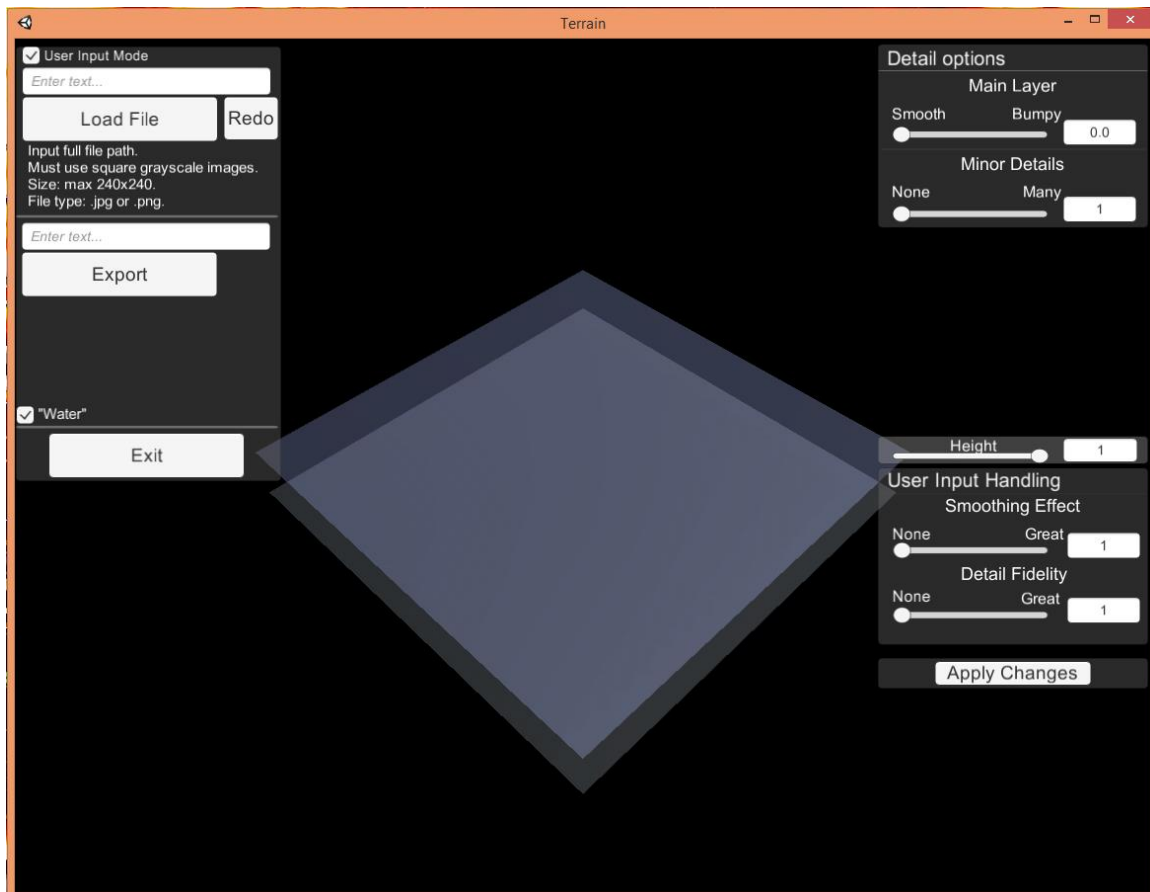 Terrain
User Input Mode
Enter text...
Load File
Redo
Input full file path.
Must use square grayscale images.
Size: max 240x240.
File type: .jpg or .png.
Enter text...
Export
"Water"
Exit
Detail options
Main Layer
Smooth Bumpy
0.0
Minor Details
None Many
1
Height
1
User Input Handling
Smoothing Effect
None Great
1
Detail Fidelity
None Great
1
Apply Changes